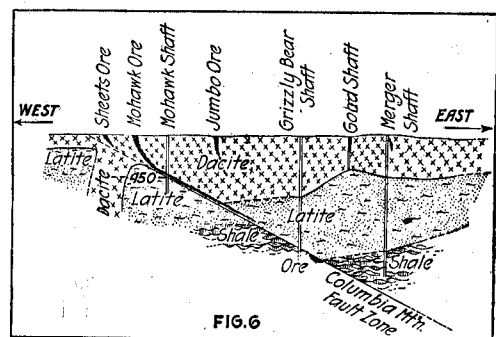 Sheets Ore
Mohawk Ore
Mohawk Shaft
Jumbo Ore
Grizzly Bear
Shaft
Gold Shaft
Merger
Shaft
WEST
EAST
Latite
Dacite
450
Latite
Dacite
Latite
Shale
Ore
Shale
Columbia Mtn.
Fault Zone
FIG.6